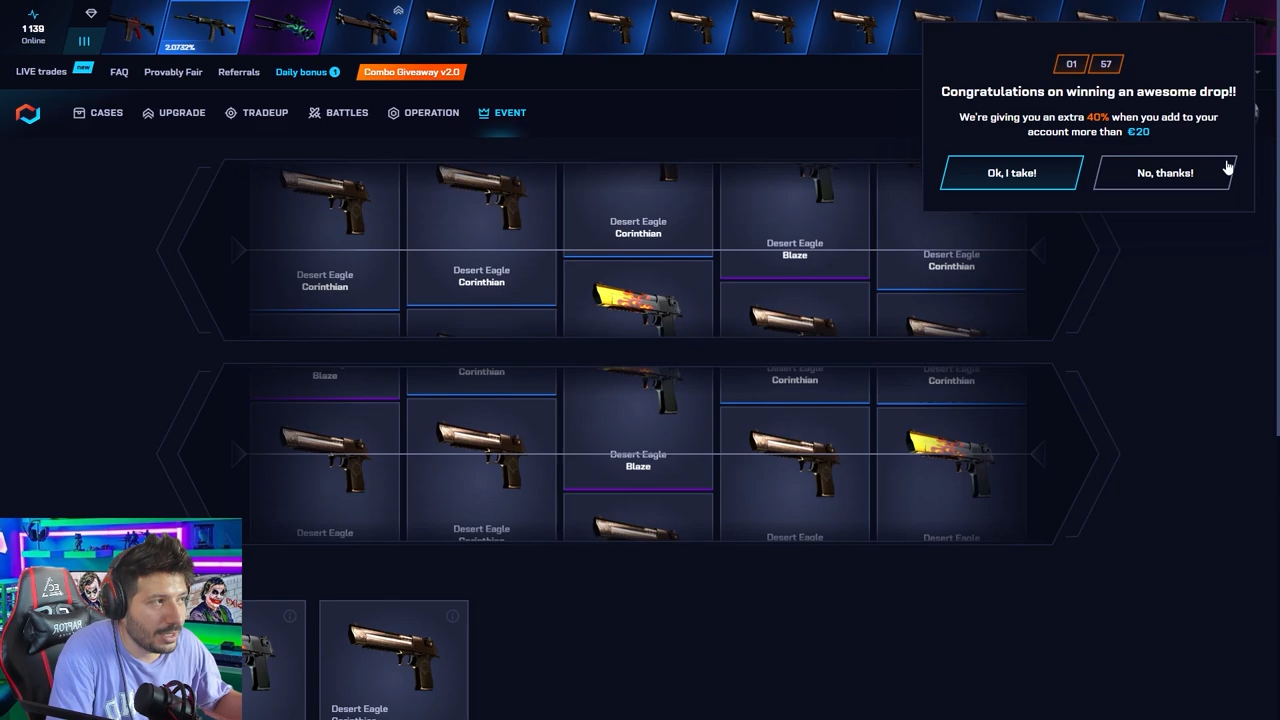 1 139
Online
2.0732%
LIVE trades
new
FAQ
Provably Fair
Referrals
Daily bonus 1
Combo Giveaway v2.0
CASES
UPGRADE
TRADEUP
BATTLES
OPERATION
EVENT
01 57
Congratulations on winning an awesome drop!!
We're giving you an extra 40% when you add to your
account more than €20
Ok, I take!
No, thanks!
Desert Eagle
Corinthian
Desert Eagle
Corinthian
Desert Eagle
Corinthian
Desert Eagle
Blaze
Desert Eagle
Corinthian
Blaze
Corinthian
Desert Eagle
Blaze
Desert Eagle
Corinthian
Desert Eagle
Corinthian
Desert Eagle
Desert Eagle
Corinthian
Desert Eagle
Desert Eagle
Desert Eagle
Corinthian
RAPTOR